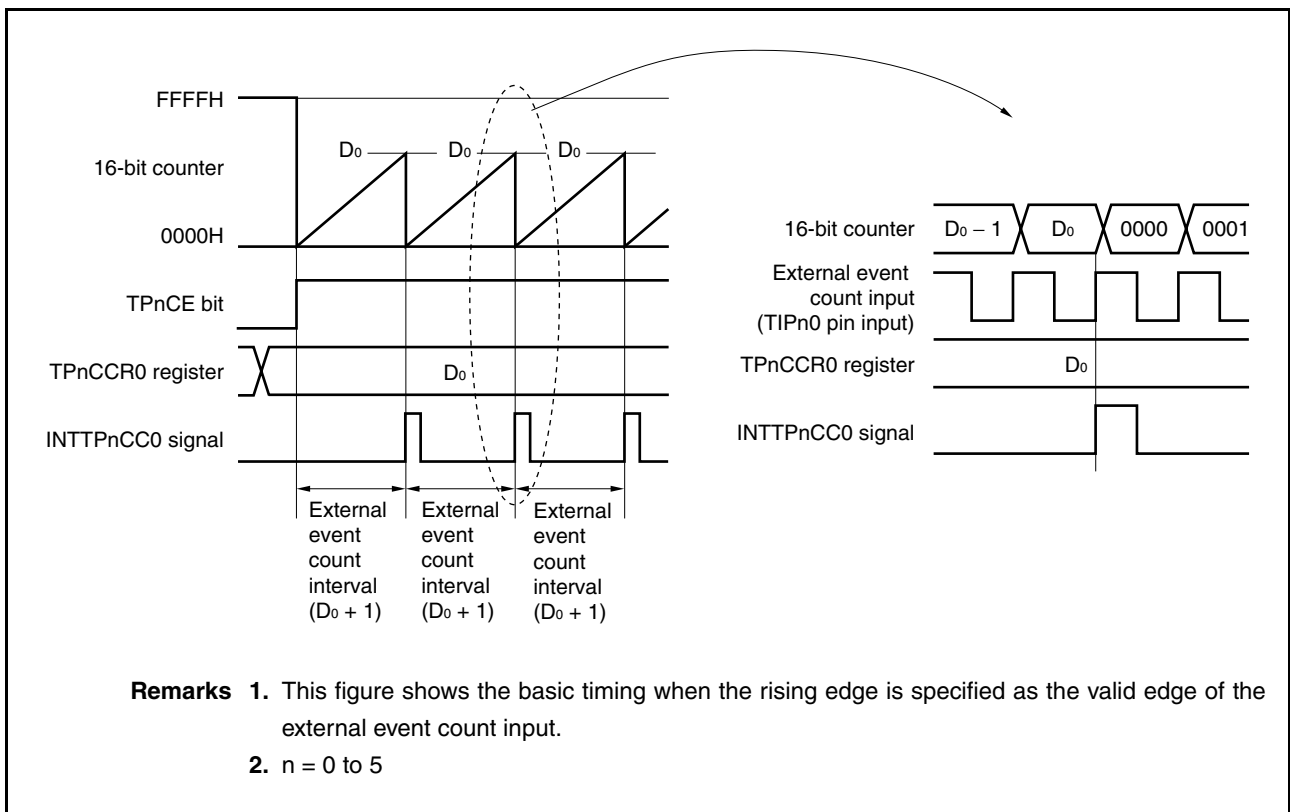 FFFFH
16-bit counter
0000H
D0
D0
D0
TPnCE bit
TPnCCR0 register
D0
INTTPnCC0 signal
External
event
count
interval
(D0 + 1)
External
event
count
interval
(D0 + 1)
External
event
count
interval
(D0 + 1)
16-bit counter
D0 − 1
D0
0000
0001
External event
count input
(TIPn0 pin input)
TPnCCR0 register
D0
INTTPnCC0 signal
Remarks 1. This figure shows the basic timing when the rising edge is specified as the valid edge of the
external event count input.
2. n = 0 to 5